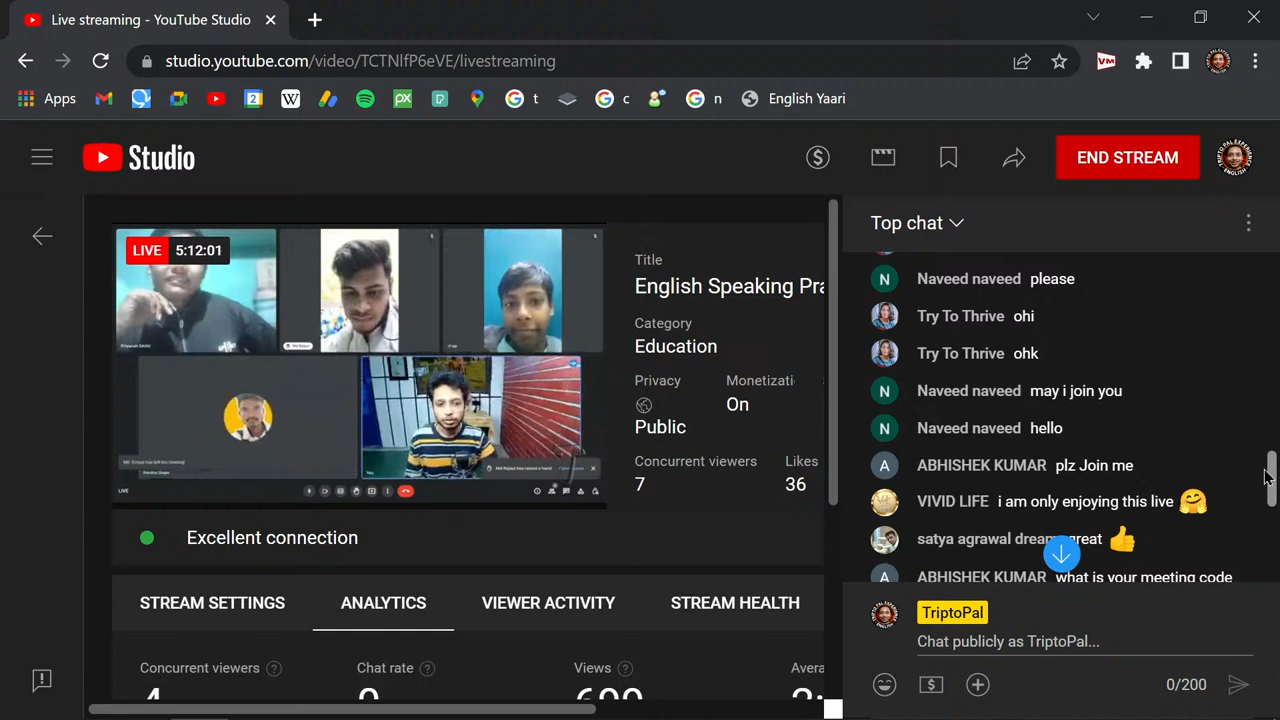 Live streaming - YouTube Studio
studio.youtube.com/video/TCTNlfP6eVE/livestreaming
VM
Apps
W
px
t
c
n
English Yaari
Studio
END STREAM
LIVE 5:12:01
Title
English Speaking Pra
Category
Education
Privacy
Monetizati
On
Public
Concurrent viewers
Likes
7
36
LIVE
Excellent connection
STREAM SETTINGS
ANALYTICS
VIEWER ACTIVITY
STREAM HEALTH
Concurrent viewers
Chat rate
Views
Avera
Top chat
N Naveed naveed please
Try To Thrive ohi
Try To Thrive ohk
N Naveed naveed may i join you
N Naveed naveed hello
A ABHISHEK KUMAR plz Join me
VIVID LIFE i am only enjoying this live 🤗
satya agrawal dream great 👍
A ABHISHEK KUMAR what is your meeting code
TriptoPal
Chat publicly as TriptoPal...
0/200